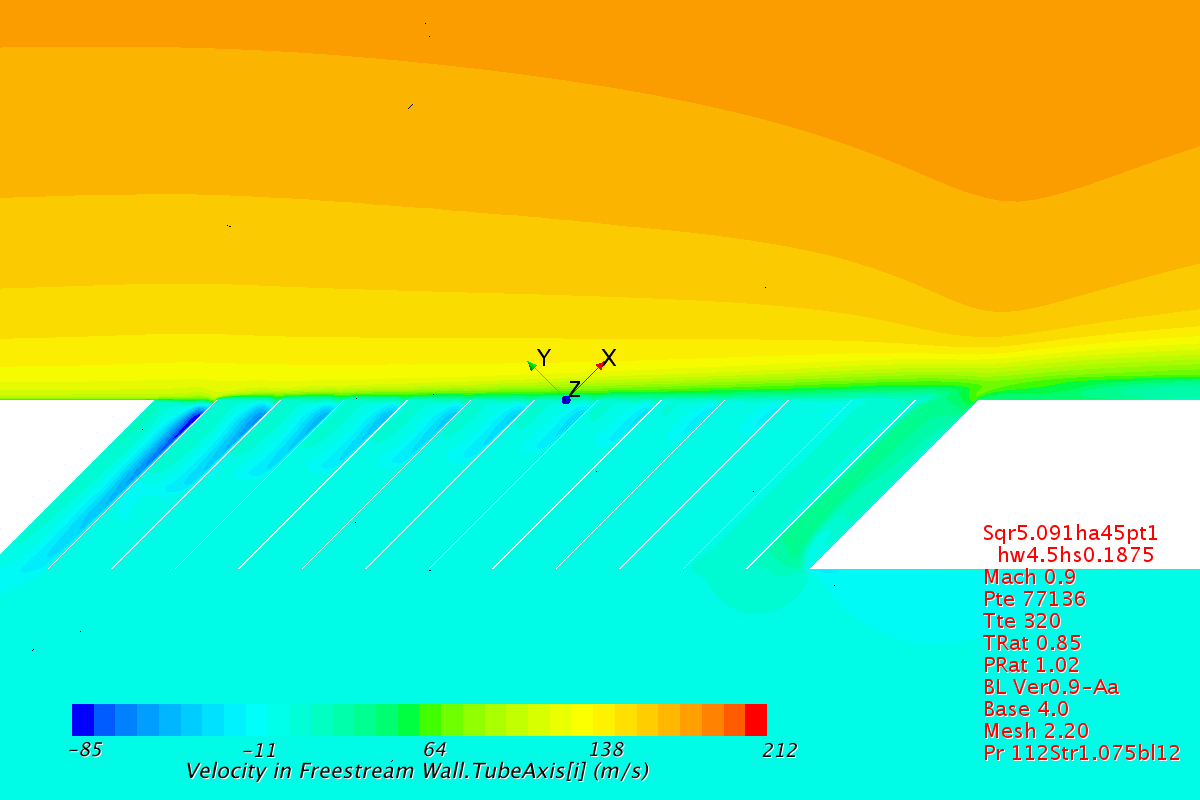 Y X
Z
Sqr5.091ha45pt1
hw4.5hs0.1875
Mach 0.9
Pte 77136
Tte 320
TRat 0.85
PRat 1.02
BL Ver0.9-Aa
Base 4.0
Mesh 2.20
Pr 112Str1.075bl12
-85 -11 64 138 212
Velocity in Freestream Wall.TubeAxis[i] (m/s)